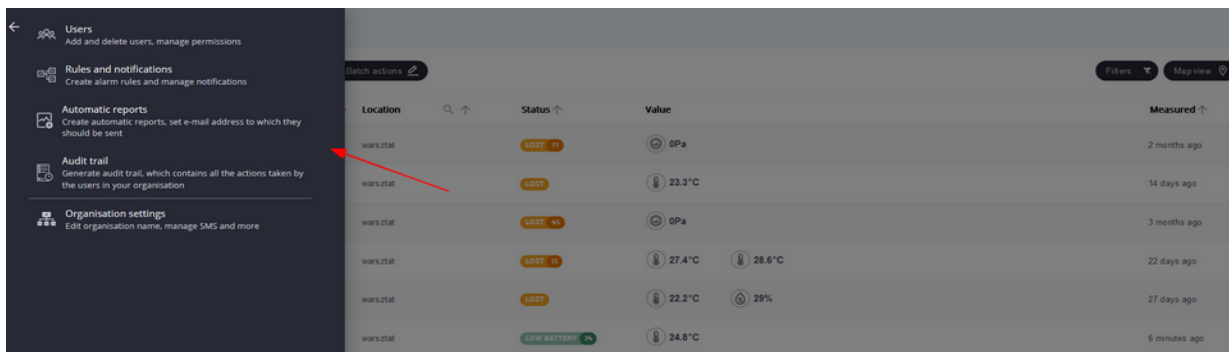 Users
Add and delete users, manage permissions
Rules and notifications
Create alarm rules and manage notifications
Automatic reports
Create automatic reports, set e-mail address to which they
should be sent
Audit trail
Generate audit trail, which contains all the actions taken by
the users in your organisation
Organisation settings
Edit organisation name, manage SMS and more
Batch actions
Filters Map view
Location Status Value Measured
warsztat LOST 77 0Pa 2 months ago
warsztat LOST 23.3°C 14 days ago
warsztat LOST 0Pa 3 months ago
warsztat LOST 27.4°C 28.6°C 22 days ago
warsztat LOST 22.2°C 29% 27 days ago
warsztat LOW BATTERY 24.8°C 6 minutes ago